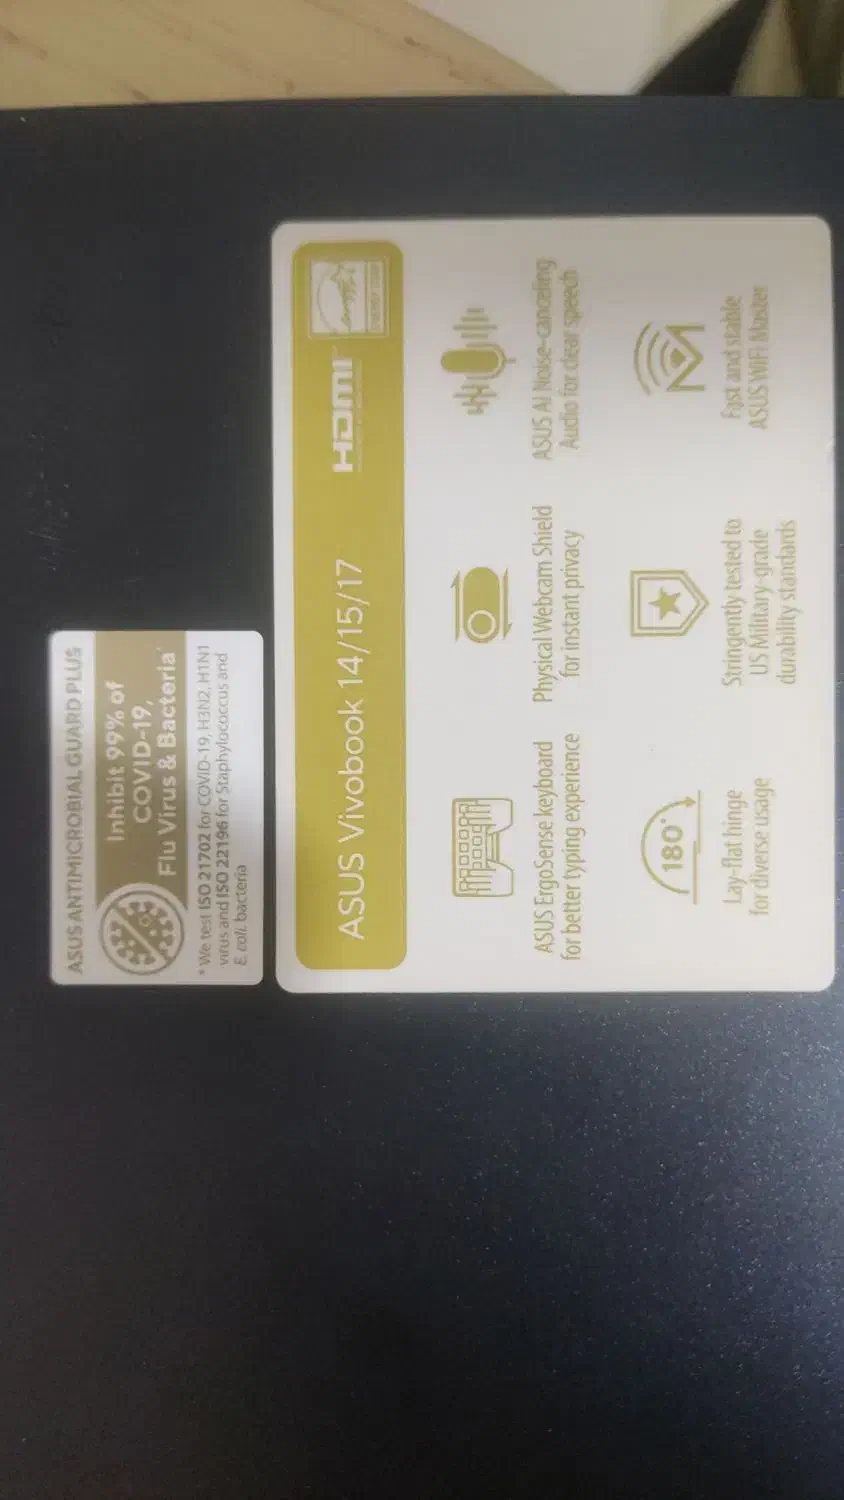 ASUS ANTIMICROBIAL GUARD PLUS
Inhibit 99% of
COVID-19,
Flu Virus & Bacteria*
* We test ISO 21702 for COVID-19, H3N2, H1N1
virus and ISO 22196 for Staphylococcus and
E. coli. bacteria
ASUS Vivobook 14/15/17
HDMI™
ENERGY STAR
ASUS ErgoSense keyboard
for better typing experience
Physical Webcam Shield
for instant privacy
ASUS AI Noise-canceling
Audio for clear speech
180°
Lay-flat hinge
for diverse usage
Stringently tested to
US Military-grade
durability standards
Fast and stable
ASUS WiFi Master